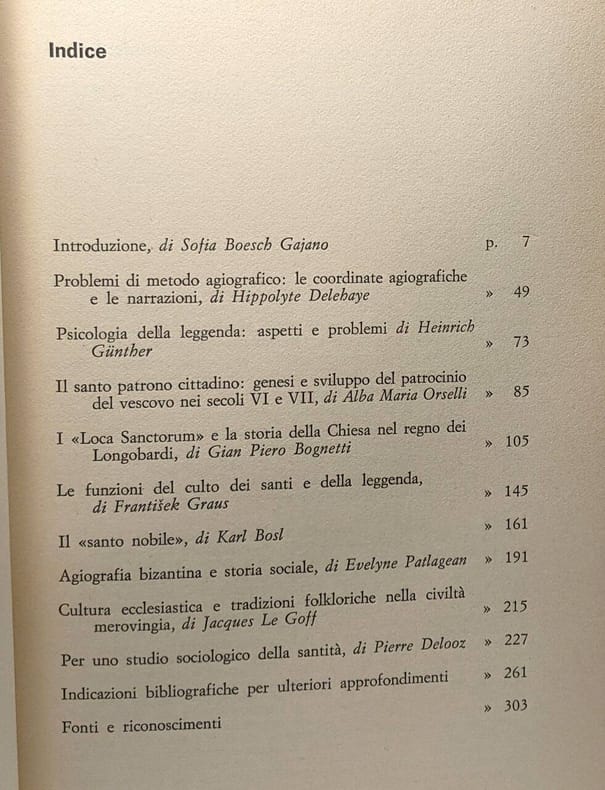 Indice
Introduzione, di Sofia Boesch Gajano p. 7
Problemi di metodo agiografico: le coordinate agiografiche
e le narrazioni, di Hippolyte Delehaye » 49
Psicologia della leggenda: aspetti e problemi di Heinrich
Günther » 73
Il santo patrono cittadino: genesi e sviluppo del patrocinio
del vescovo nei secoli VI e VII, di Alba Maria Orselli » 85
I «Loca Sanctorum» e la storia della Chiesa nel regno dei
Longobardi, di Gian Piero Bognetti » 105
Le funzioni del culto dei santi e della leggenda,
di František Graus » 145
Il «santo nobile», di Karl Bosl » 161
Agiografia bizantina e storia sociale, di Evelyne Patlagean » 191
Cultura ecclesiastica e tradizioni folkloriche nella civiltà
merovingia, di Jacques Le Goff » 215
Per uno studio sociologico della santità, di Pierre Delooz » 227
Indicazioni bibliografiche per ulteriori approfondimenti » 261
Fonti e riconoscimenti » 303